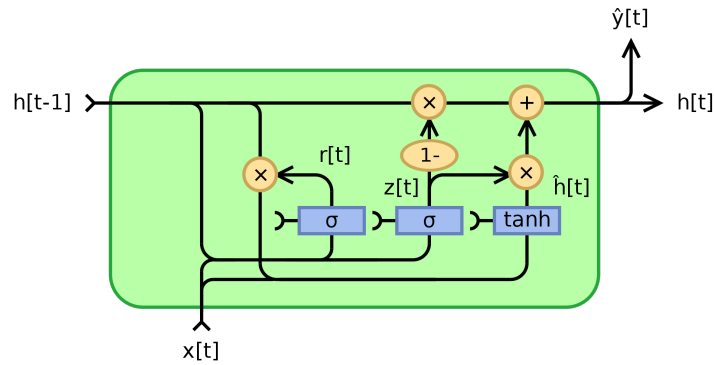 ŷ[t]
h[t-1]
×
+
h[t]
1-
r[t]
×
z[t]
×
ĥ[t]
σ
σ
tanh
x[t]